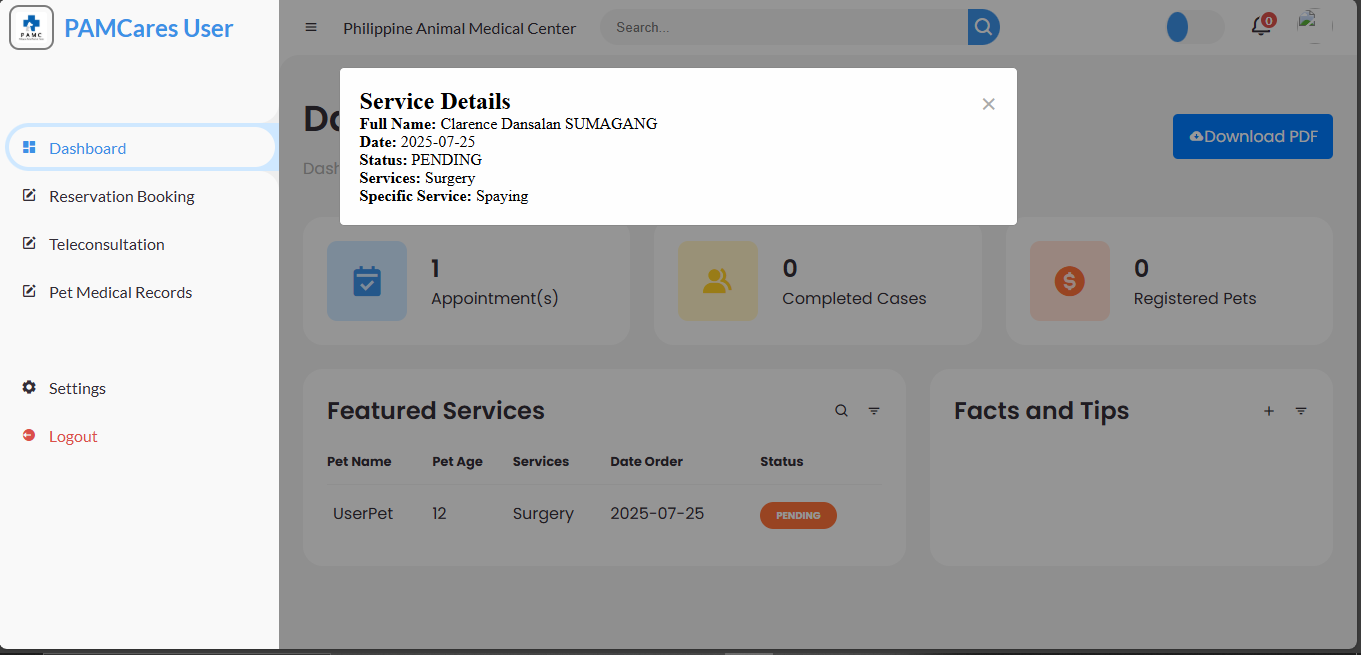 PAMC
PAMCares User
Philippine Animal Medical Center
Search...
0
Dashboard
Reservation Booking
Teleconsultation
Pet Medical Records
Settings
Logout
Service Details
Full Name: Clarence Dansalan SUMAGANG
Date: 2025-07-25
Status: PENDING
Services: Surgery
Specific Service: Spaying
Da
Dash
Download PDF
1
Appointment(s)
0
Completed Cases
0
Registered Pets
Featured Services
Pet Name Pet Age Services Date Order Status
UserPet 12 Surgery 2025-07-25 PENDING
Facts and Tips